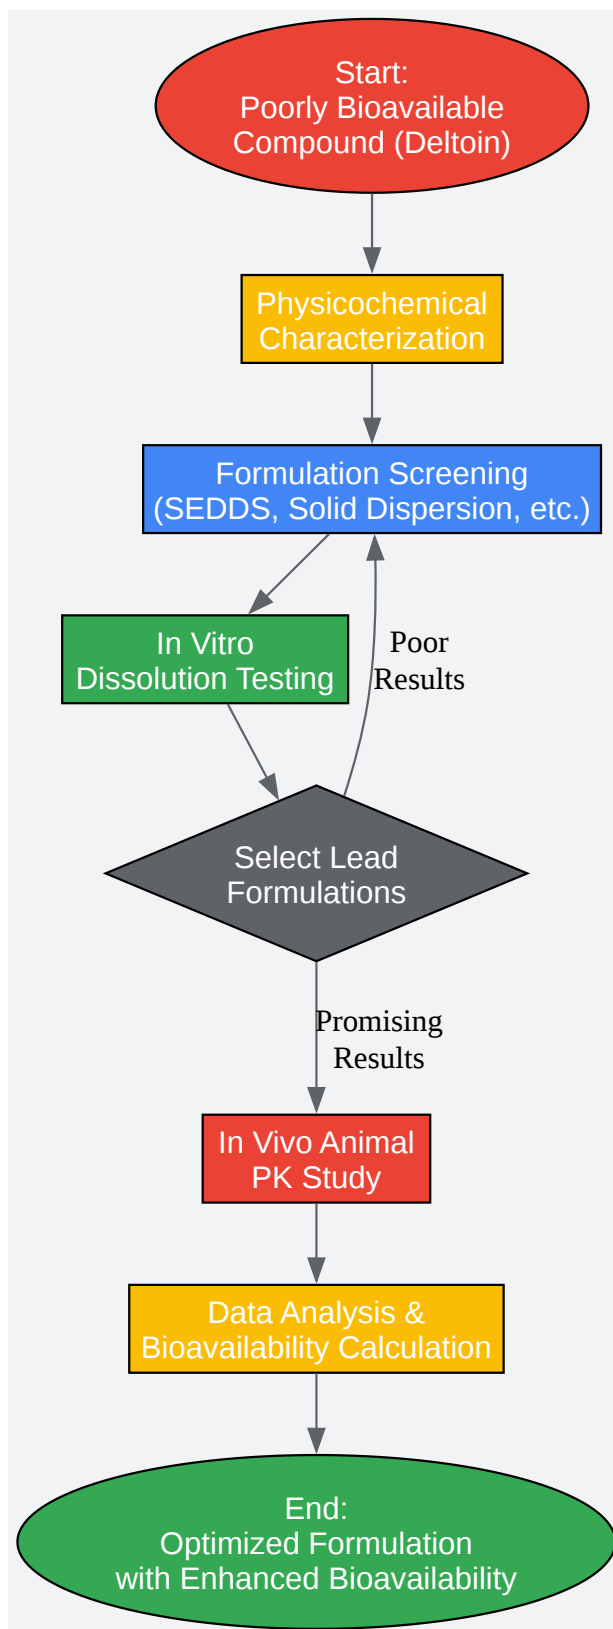 Start:
Poorly Bioavailable
Compound (Deltoin)
Physicochemical
Characterization
Formulation Screening
(SEDDS, Solid Dispersion, etc.)
In Vitro
Dissolution Testing
Poor
Results
Select Lead
Formulations
Promising
Results
In Vivo Animal
PK Study
Data Analysis &
Bioavailability Calculation
End:
Optimized Formulation
with Enhanced Bioavailability